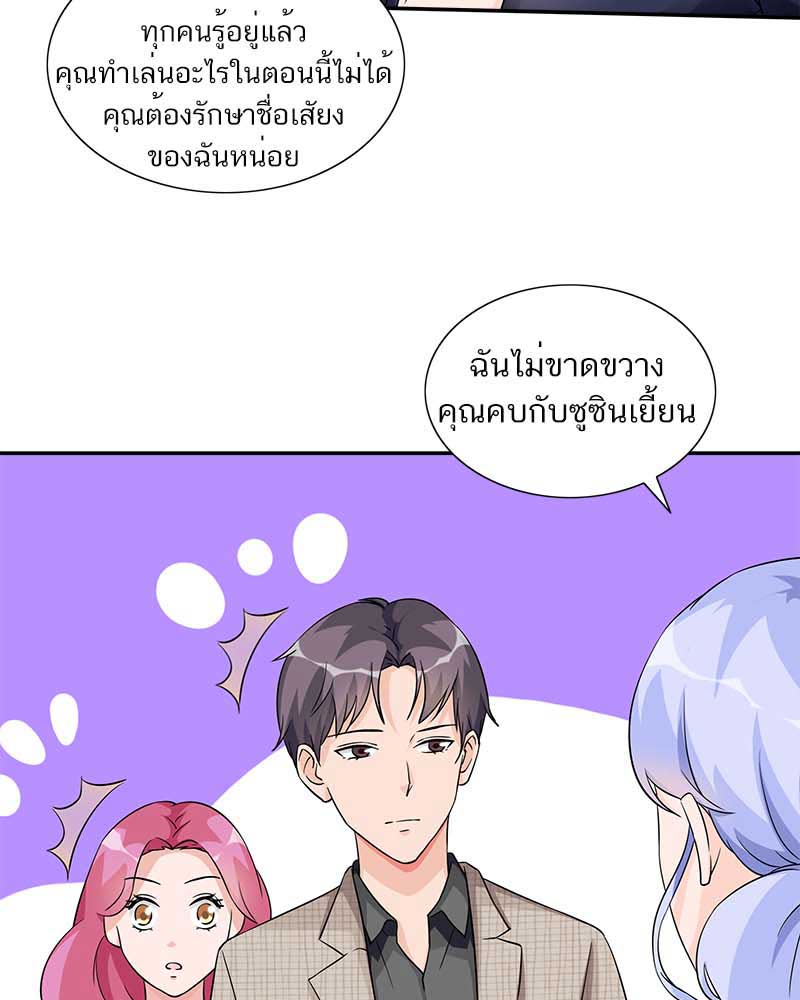 ทุกคนรู้อยู่แล้ว
คุณทำเล่นอะไรในตอนนี้ไม่ได้
คุณต้องรักษาชื่อเสียง
ของฉันหน่อย
ฉันไม่ขาดขวาง
คุณคบกับซูซินเยี้ยน